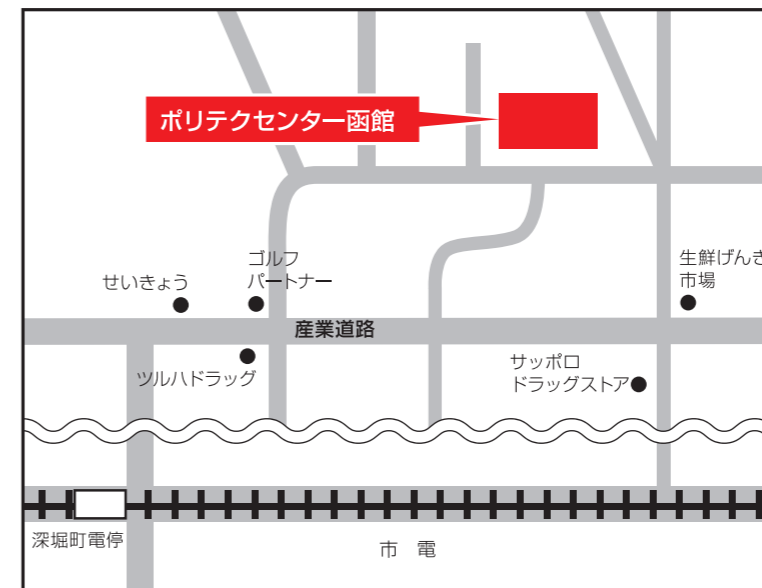 ポリテクセンター函館
ゴルフ
パートナー
せいきょう
生鮮げんき
市場
産業道路
ツルハドラッグ
サッポロ
ドラッグストア
深堀町電停
市 電